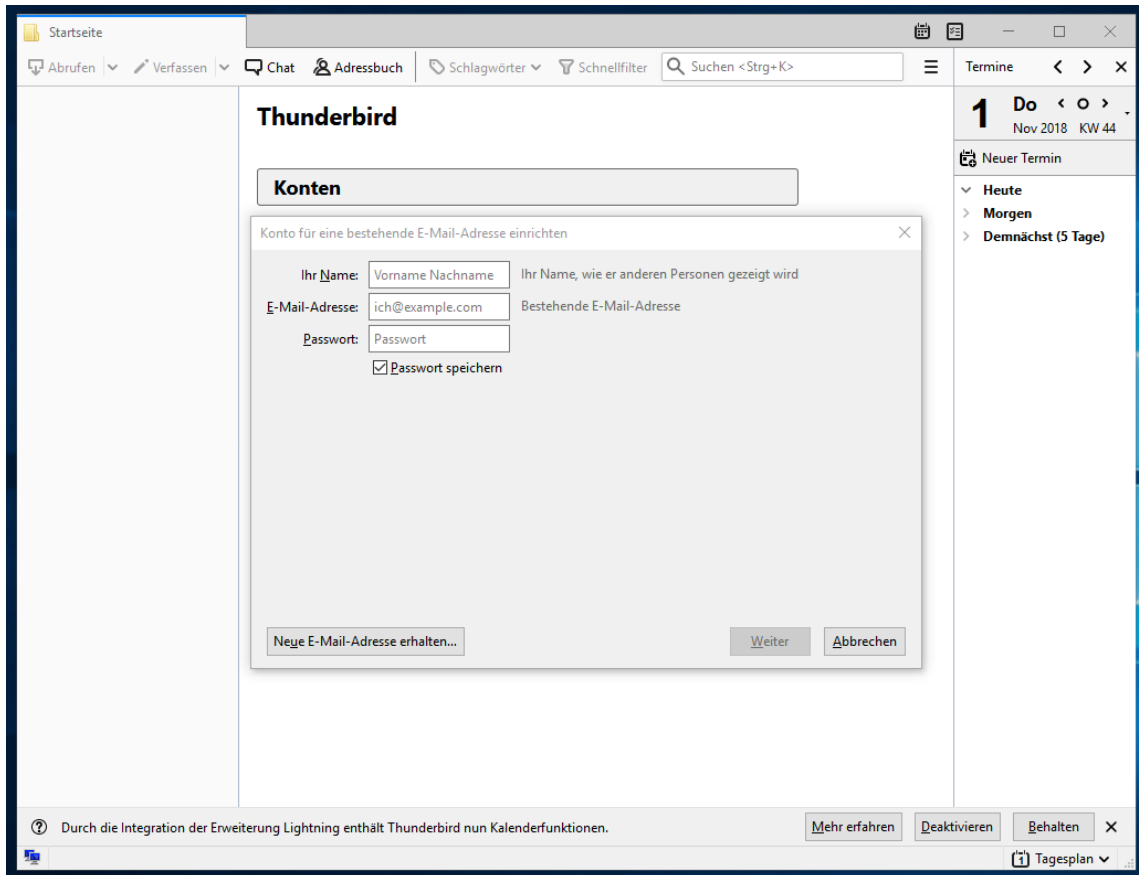 Startseite
Abrufen Verfassen Chat Adressbuch Schlagwörter Schnellfilter Suchen <Strg+K>
Termine
1 Do
Nov 2018 KW 44
Neuer Termin
Heute
Morgen
Demnächst (5 Tage)
Thunderbird
Konten
Konto für eine bestehende E-Mail-Adresse einrichten
Ihr Name: Vorname Nachname Ihr Name, wie er anderen Personen gezeigt wird
E-Mail-Adresse: ich@example.com Bestehende E-Mail-Adresse
Passwort: Passwort
Passwort speichern
Neue E-Mail-Adresse erhalten... Weiter Abbrechen
Durch die Integration der Erweiterung Lightning enthält Thunderbird nun Kalenderfunktionen. Mehr erfahren Deaktivieren Behalten
1 Tagesplan